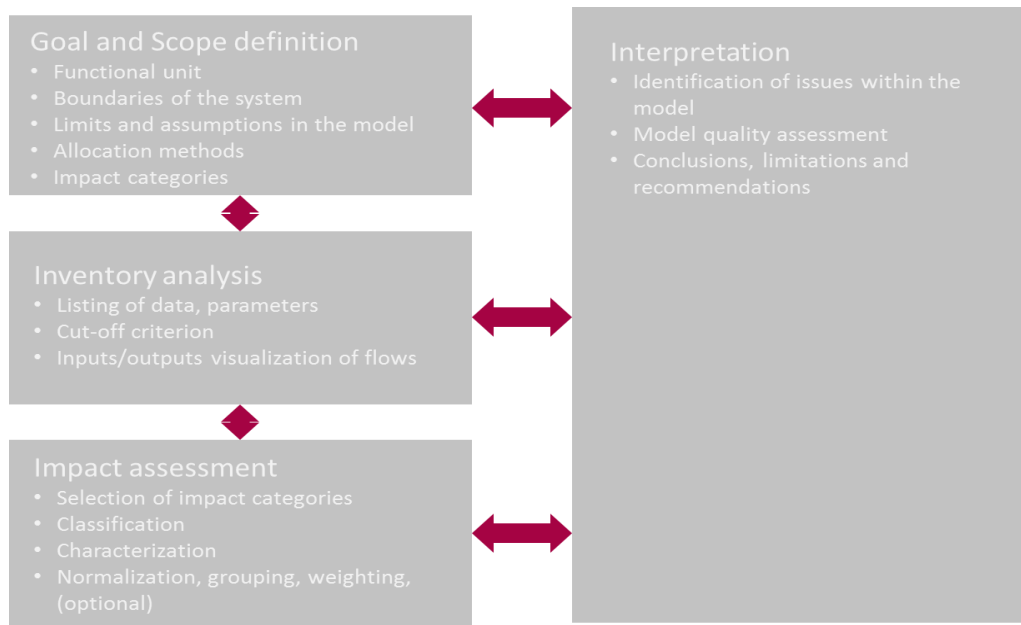 Goal and Scope definition
• Functional unit
• Boundaries of the system
• Limits and assumptions in the model
• Allocation methods
• Impact categories
Inventory analysis
• Listing of data, parameters
• Cut-off criterion
• Inputs/outputs visualization of flows
Impact assessment
• Selection of impact categories
• Classification
• Characterization
• Normalization, grouping, weighting,
(optional)
Interpretation
• Identification of issues within the
model
• Model quality assessment
• Conclusions, limitations and
recommendations